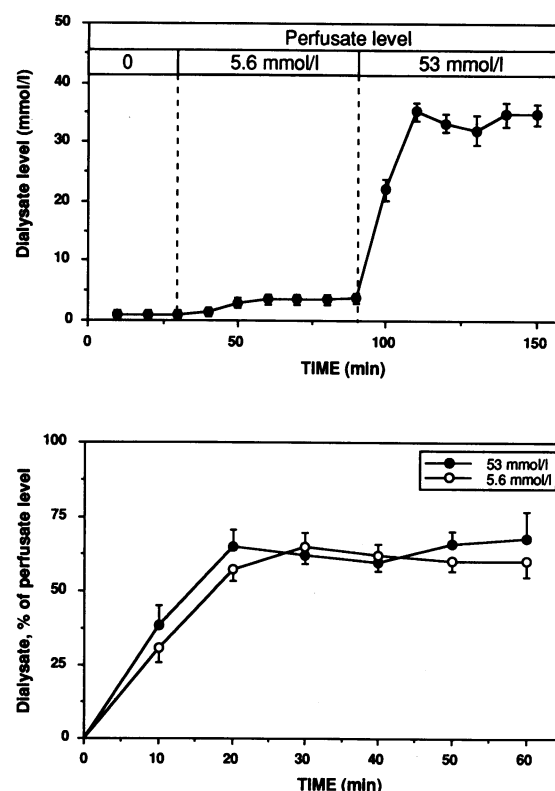 50
Perfusate level
0 5.6 mmol/l 53 mmol/l
40
30
20
10
0
Dialysate level (mmol/l)
0 50 100 150
TIME (min)
100
75
50
25
0
Dialysate, % of perfusate level
53 mmol/l
5.6 mmol/l
0 10 20 30 40 50 60
TIME (min)